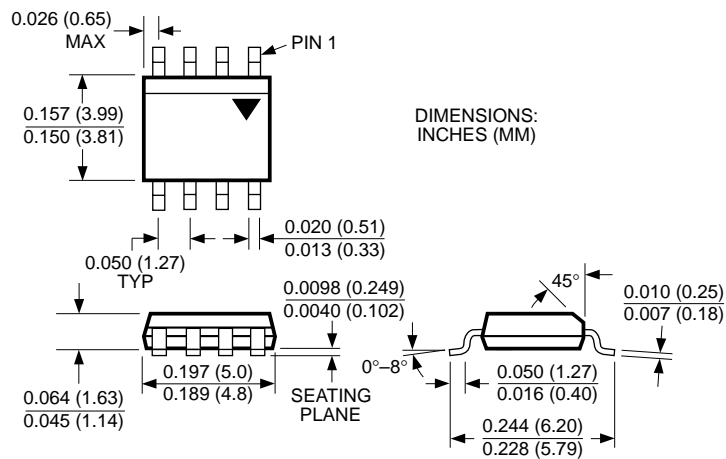 0.026 (0.65)
MAX
PIN 1
0.157 (3.99)
0.150 (3.81)
DIMENSIONS:
INCHES (MM)
0.020 (0.51)
0.013 (0.33)
0.050 (1.27)
TYP
0.0098 (0.249)
0.0040 (0.102)
45°
0.010 (0.25)
0.007 (0.18)
0°–8°
0.064 (1.63)
0.045 (1.14)
0.197 (5.0)
0.189 (4.8)
SEATING
PLANE
0.050 (1.27)
0.016 (0.40)
0.244 (6.20)
0.228 (5.79)